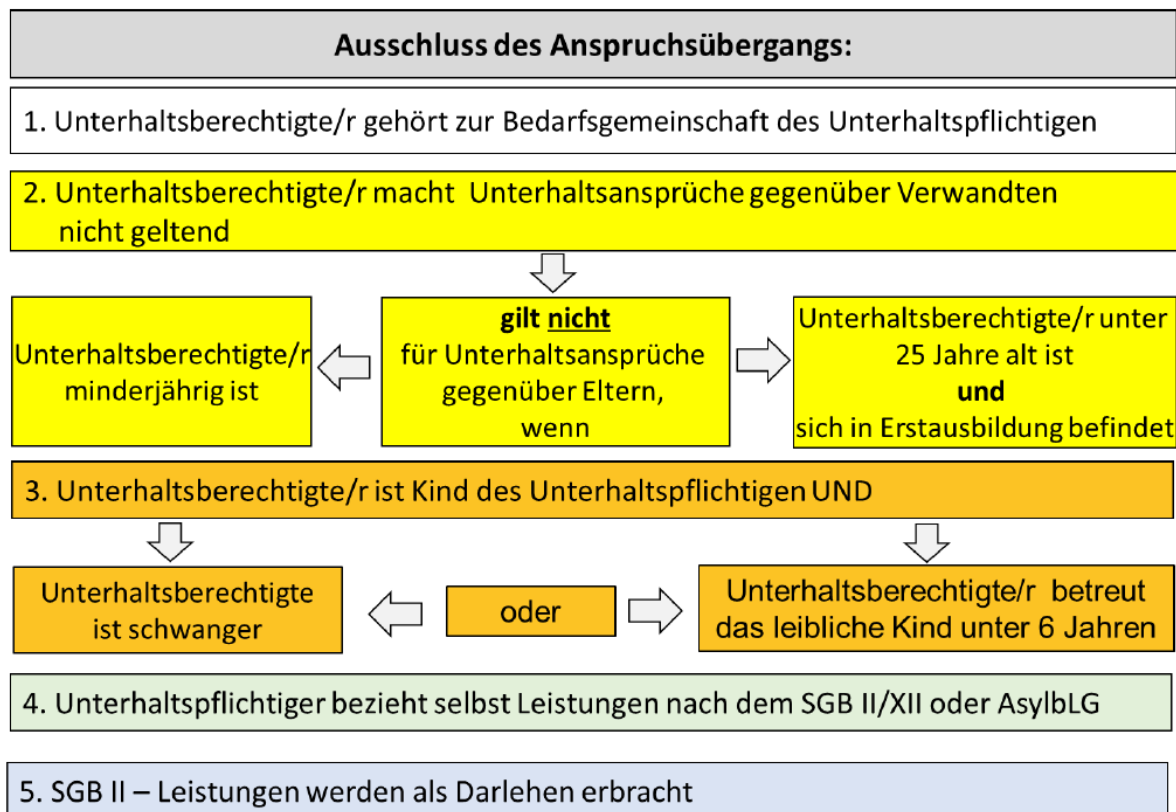 Ausschluss des Anspruchsübergangs:
1. Unterhaltsberechtigte/r gehört zur Bedarfsgemeinschaft des Unterhaltspflichtigen
2. Unterhaltsberechtigte/r macht Unterhaltsansprüche gegenüber Verwandten
nicht geltend
Unterhaltsberechtigte/r
minderjährig ist
gilt nicht
für Unterhaltsansprüche
gegenüber Eltern,
wenn
Unterhaltsberechtigte/r unter
25 Jahre alt ist
und
sich in Erstausbildung befindet
3. Unterhaltsberechtigte/r ist Kind des Unterhaltspflichtigen UND
Unterhaltsberechtigte
ist schwanger
oder
Unterhaltsberechtigte/r betreut
das leibliche Kind unter 6 Jahren
4. Unterhaltspflichtiger bezieht selbst Leistungen nach dem SGB II/XII oder AsylbLG
5. SGB II – Leistungen werden als Darlehen erbracht